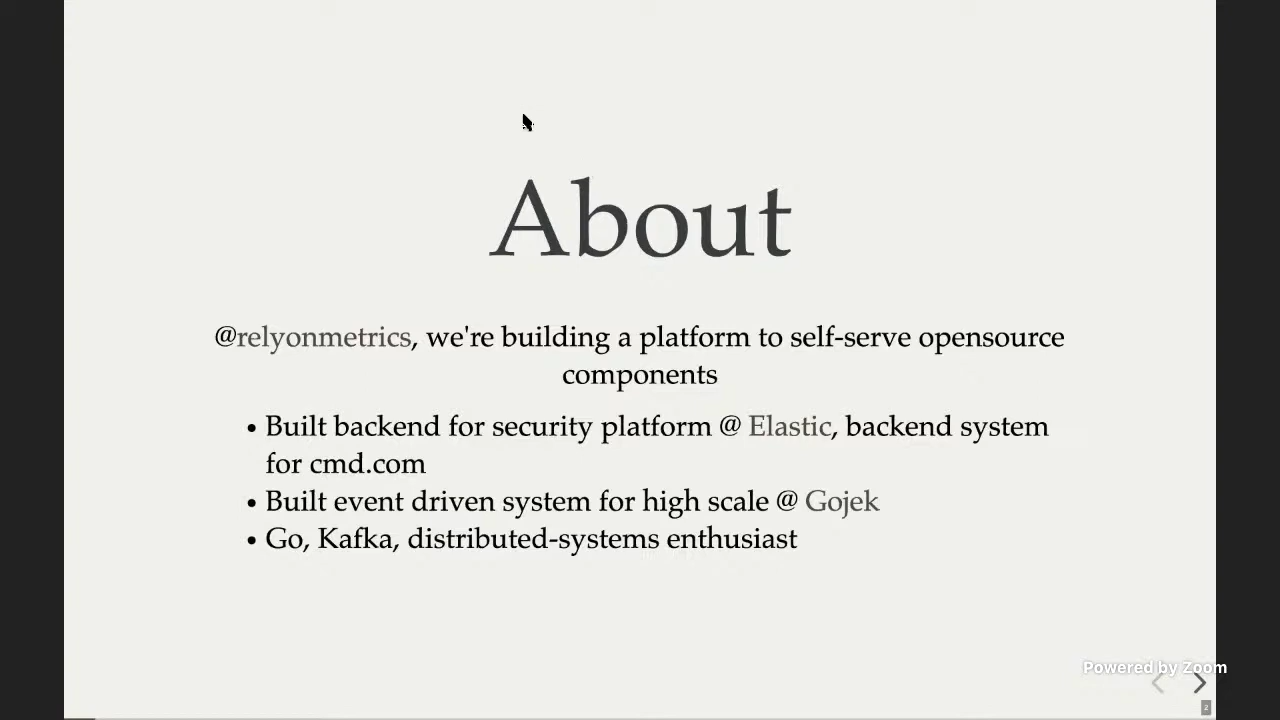 About
@relyonmetrics, we're building a platform to self-serve opensource
components
• Built backend for security platform @ Elastic, backend system
for cmd.com
• Built event driven system for high scale @ Gojek
• Go, Kafka, distributed-systems enthusiast
Powered by Zoom
2